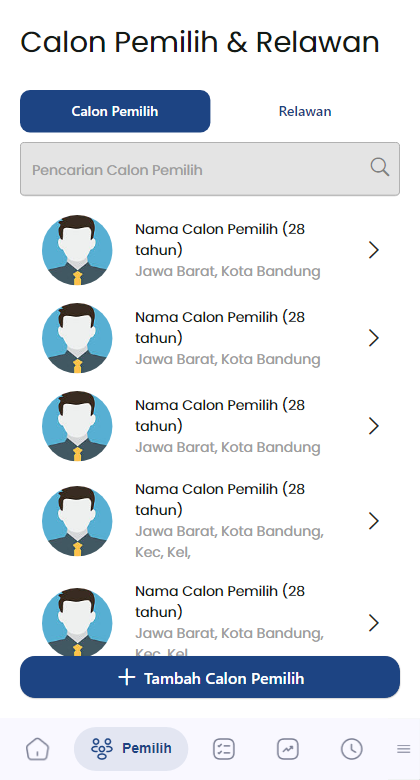 Calon Pemilih & Relawan
Calon Pemilih
Relawan
Pencarian Calon Pemilih
Nama Calon Pemilih (28
tahun)
Jawa Barat, Kota Bandung
Nama Calon Pemilih (28
tahun)
Jawa Barat, Kota Bandung
Nama Calon Pemilih (28
tahun)
Jawa Barat, Kota Bandung
Nama Calon Pemilih (28
tahun)
Jawa Barat, Kota Bandung,
Kec, Kel,
Nama Calon Pemilih (28
tahun)
Jawa Barat, Kota Bandung,
Kec, Kel
Tambah Calon Pemilih
Pemilih